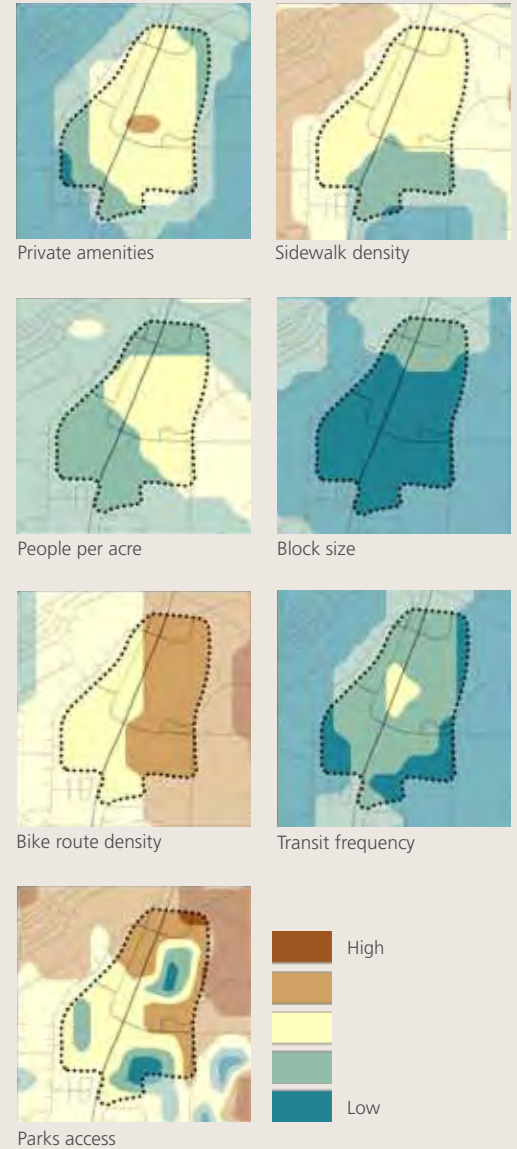 Private amenities
Sidewalk density
People per acre
Block size
Bike route density
Transit frequency
High
Low
Parks access